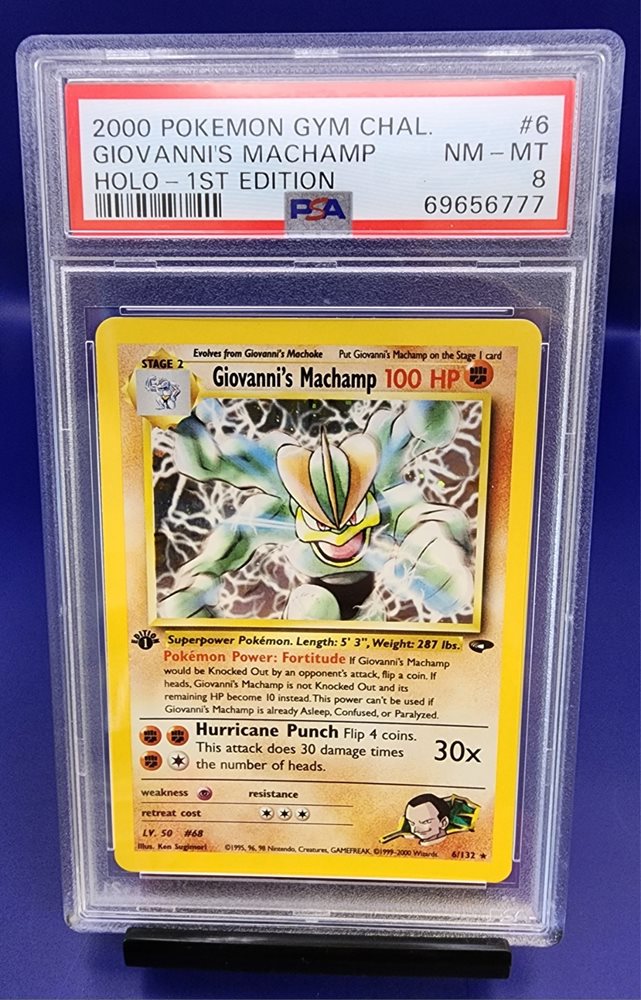 2000 POKEMON GYM CHAL. #6
GIOVANNI'S MACHAMP NM – MT
HOLO – 1ST EDITION 8
PSA 69656777
Evolves from Giovanni's Machoke Put Giovanni's Machamp on the Stage 1 card
STAGE 2
Giovanni's Machamp 100 HP
EDITION 1
Superpower Pokémon. Length: 5' 3", Weight: 287 lbs.
Pokémon Power: Fortitude If Giovanni's Machamp
would be Knocked Out by an opponent's attack, flip a coin. If
heads, Giovanni's Machamp is not Knocked Out and its
remaining HP become 10 instead. This power can't be used if
Giovanni's Machamp is already Asleep, Confused, or Paralyzed.
Hurricane Punch Flip 4 coins.
This attack does 30 damage times
the number of heads.
30x
weakness resistance
retreat cost
LV. 50 #68
Illus. Ken Sugimori ©1995, 96, 98 Nintendo, Creatures, GAMEFREAK. ©1999-2000 Wizards. 6/132 ★